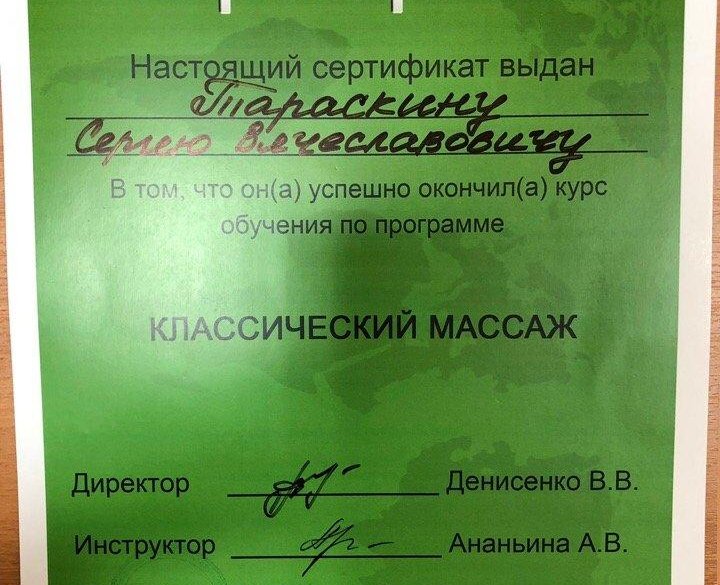 Настоящий сертификат выдан
Тараскину
Сергею Вячеславовичу
В том, что он(а) успешно окончил(а) курс
обучения по программе
КЛАССИЧЕСКИЙ МАССАЖ
Директор Денисенко В.В.
Инструктор Ананьина А.В.